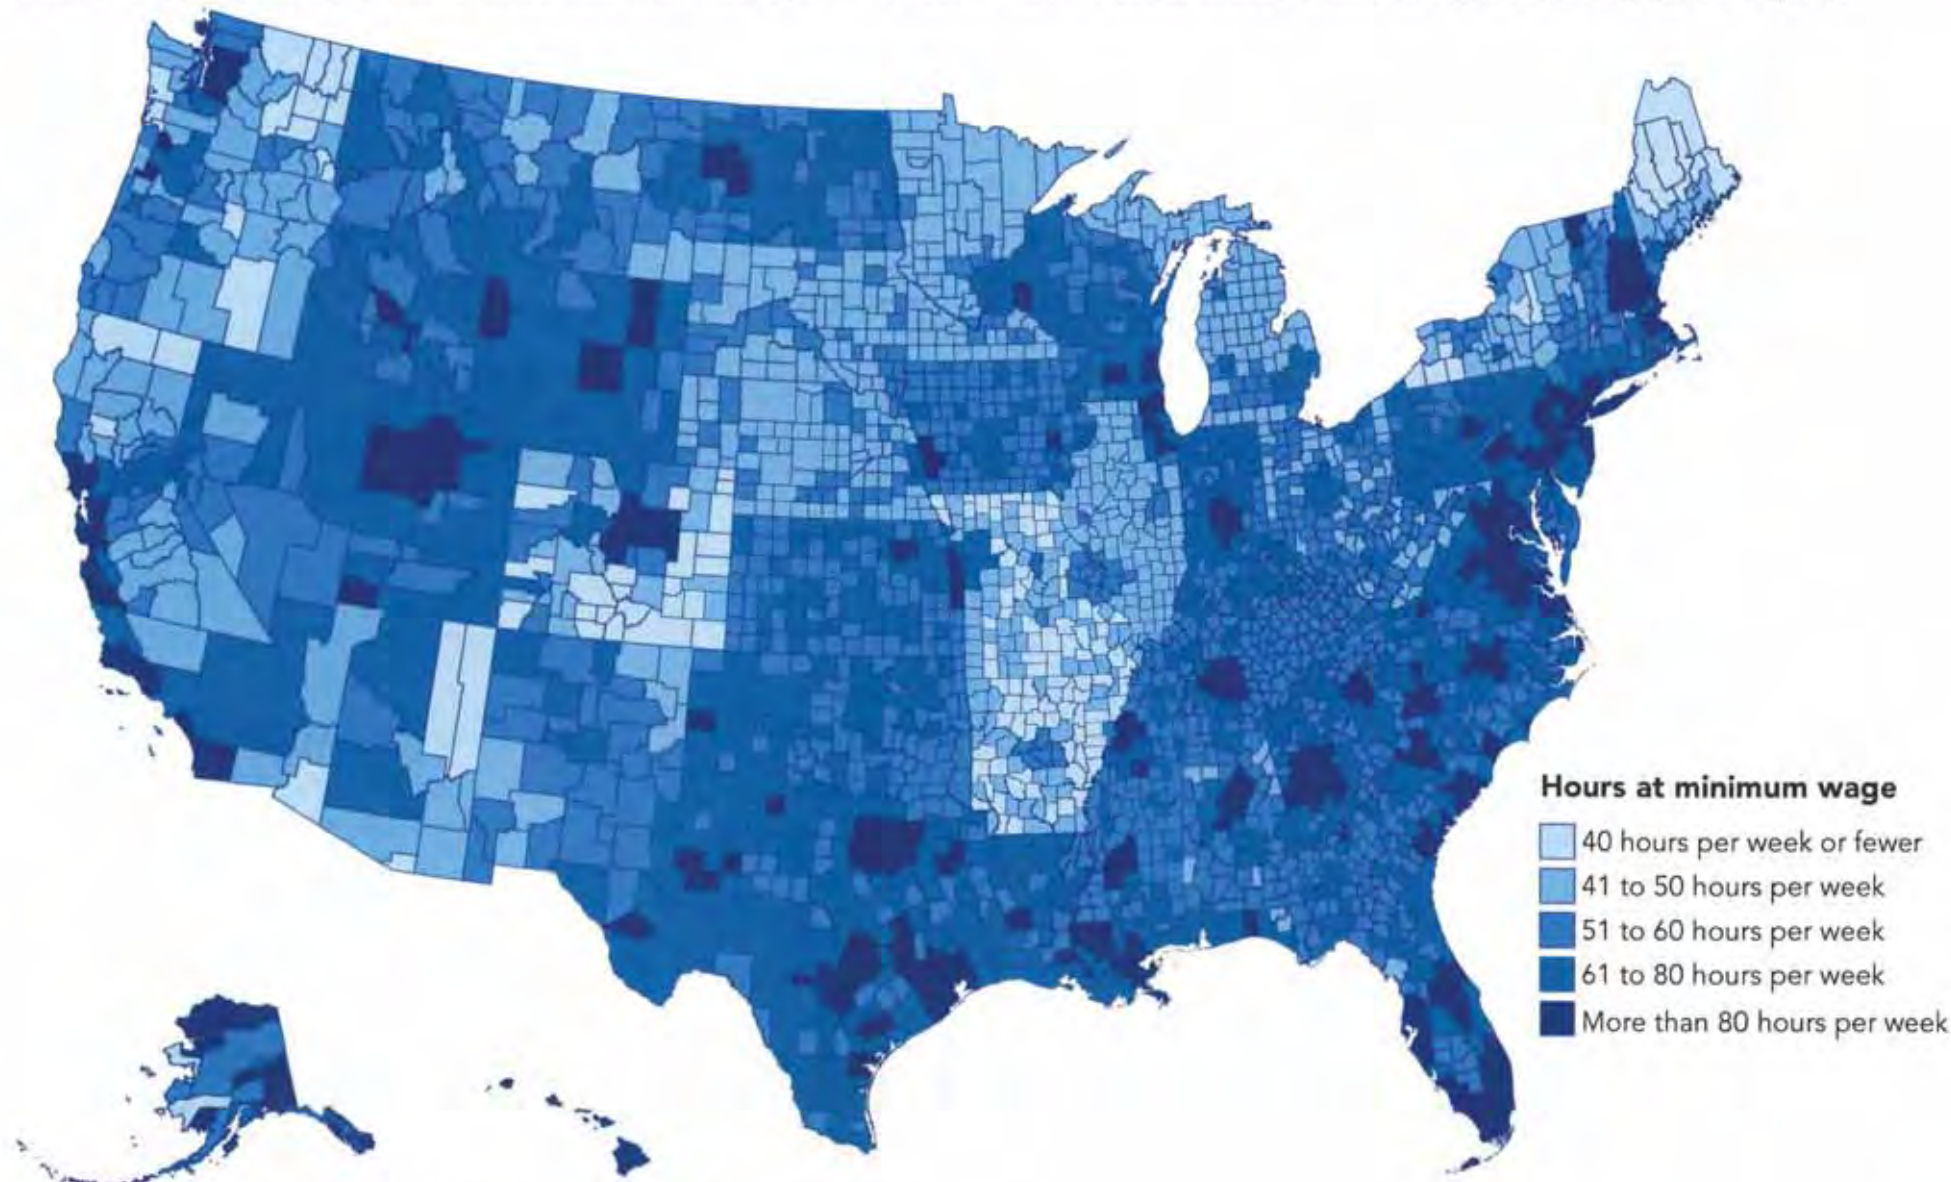 Hours at minimum wage
40 hours per week or fewer
41 to 50 hours per week
51 to 60 hours per week
61 to 80 hours per week
More than 80 hours per week